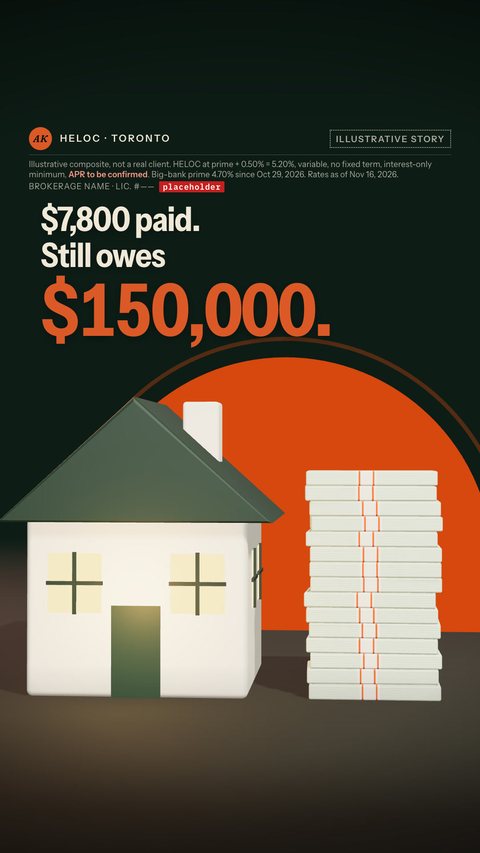 AK HELOC · TORONTO ILLUSTRATIVE STORY
Illustrative composite, not a real client. HELOC at prime + 0.50% = 5.20%, variable, no fixed term, interest-only
minimum, APR to be confirmed. Big-bank prime 4.70% since Oct 29, 2026. Rates as of Nov 16, 2026.
BROKERAGE NAME · LIC. #—— placeholder
$7,800 paid.
Still owes
$150,000.